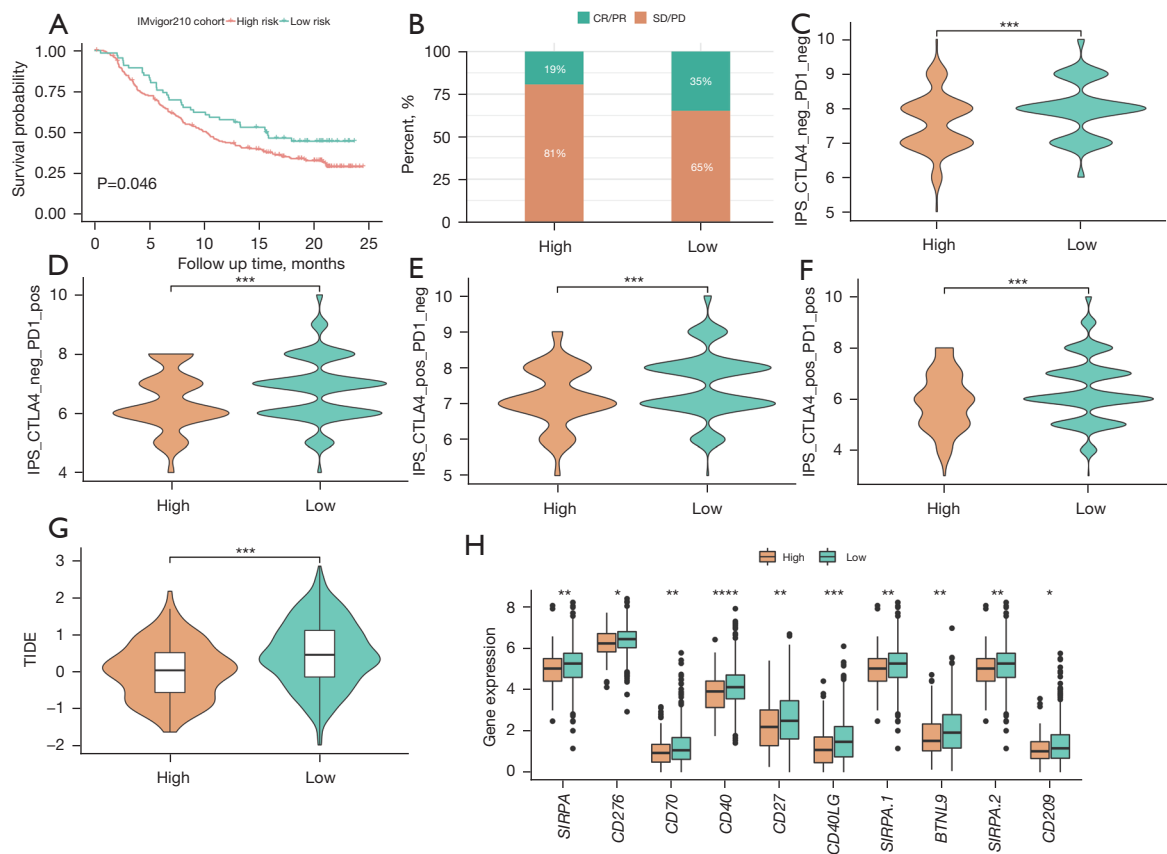 A
IMvigor210 cohort High risk Low risk
Survival probability
1.00
0.75
0.50
0.25
0.00
P=0.046
0 5 10 15 20 25
Follow up time, months
B
CR/PR SD/PD
Percent, %
100
75
50
25
0
19%
81%
35%
65%
High Low
C
IPS_CTLA4_neg_PD1_neg
10
9
8
7
6
5
***
High Low
D
IPS_CTLA4_neg_PD1_pos
10
8
6
4
***
High Low
E
IPS_CTLA4_pos_PD1_neg
10
9
8
7
6
5
***
High Low
F
IPS_CTLA4_pos_PD1_pos
10
8
6
4
***
High Low
G
TIDE
3
2
1
0
−1
−2
***
High Low
H
High Low
Gene expression
8
6
4
2
0
** * ** **** ** *** ** ** ** *
SIRPA
CD276
CD70
CD40
CD27
CD40LG
SIRPA.1
BTNL9
SIRPA.2
CD209